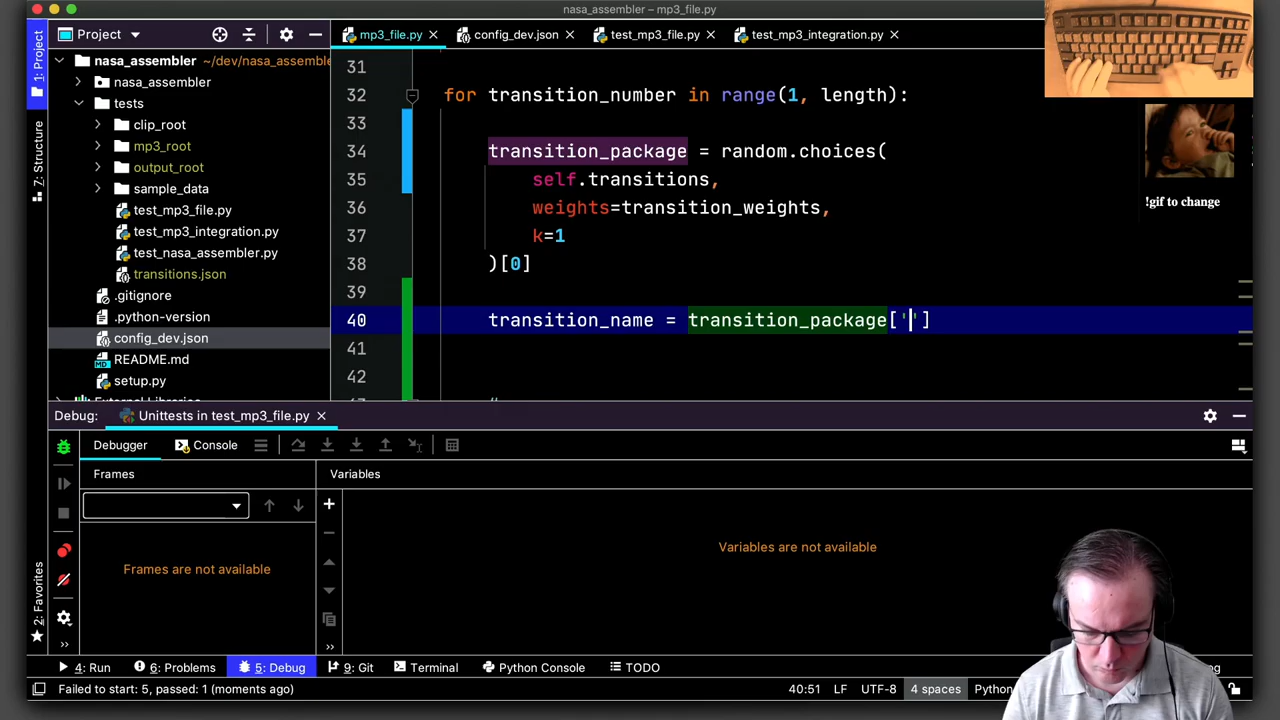 nasa_assembler – mp3_file.py
1: Project
7: Structure
2: Favorites
Project
nasa_assembler ~/dev/nasa_assembl
nasa_assembler
tests
clip_root
mp3_root
output_root
sample_data
test_mp3_file.py
test_mp3_integration.py
test_nasa_assembler.py
transitions.json
.gitignore
.python-version
config_dev.json
README.md
setup.py
mp3_file.py
config_dev.json
test_mp3_file.py
test_mp3_integration.py
31
32 for transition_number in range(1, length):
33
34 transition_package = random.choices(
35 self.transitions,
36 weights=transition_weights,
37 k=1
38 )[0]
39
40 transition_name = transition_package['']
41
42
#
!gif to change
Debug: Unittests in test_mp3_file.py
Debugger Console
Frames Variables
Frames are not available
Variables are not available
4: Run 6: Problems 5: Debug 9: Git Terminal Python Console TODO
Failed to start: 5, passed: 1 (moments ago) 40:51 LF UTF-8 4 spaces Python